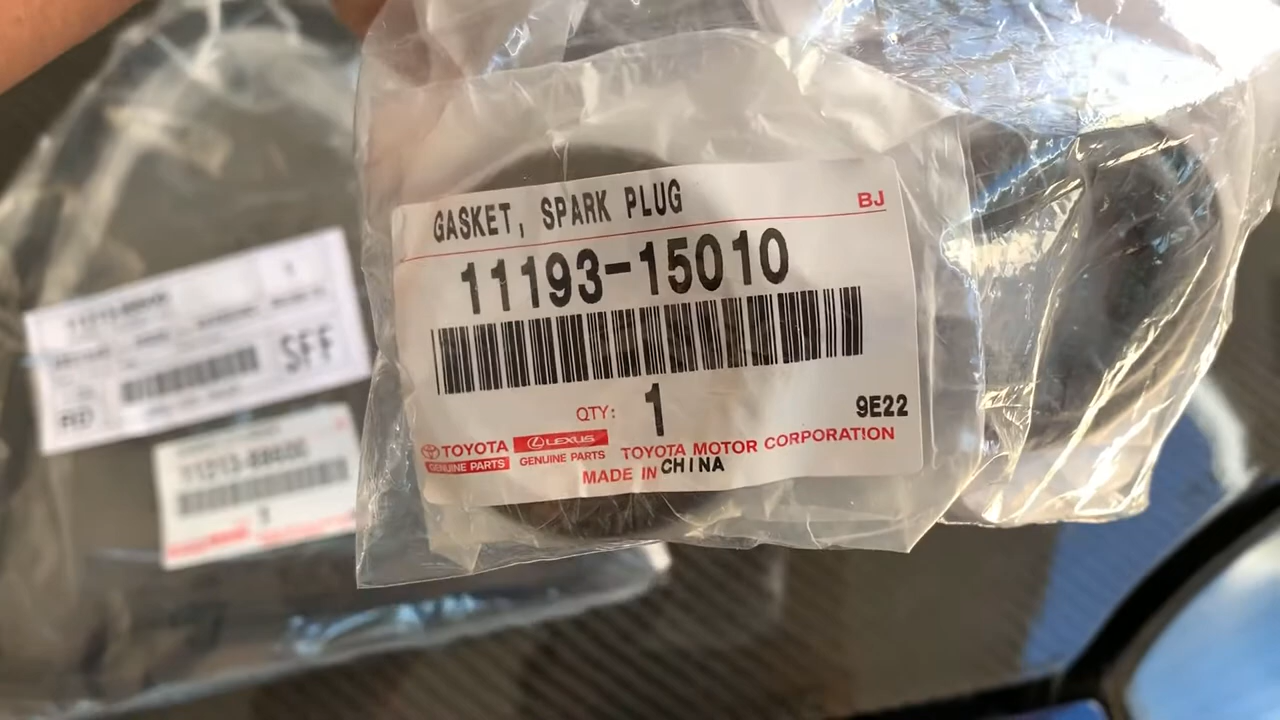 GASKET, SPARK PLUG
BJ
11193-15010
QTY: 1
9E22
TOYOTA GENUINE PARTS
LEXUS GENUINE PARTS
TOYOTA MOTOR CORPORATION
MADE IN CHINA
SFF
RD